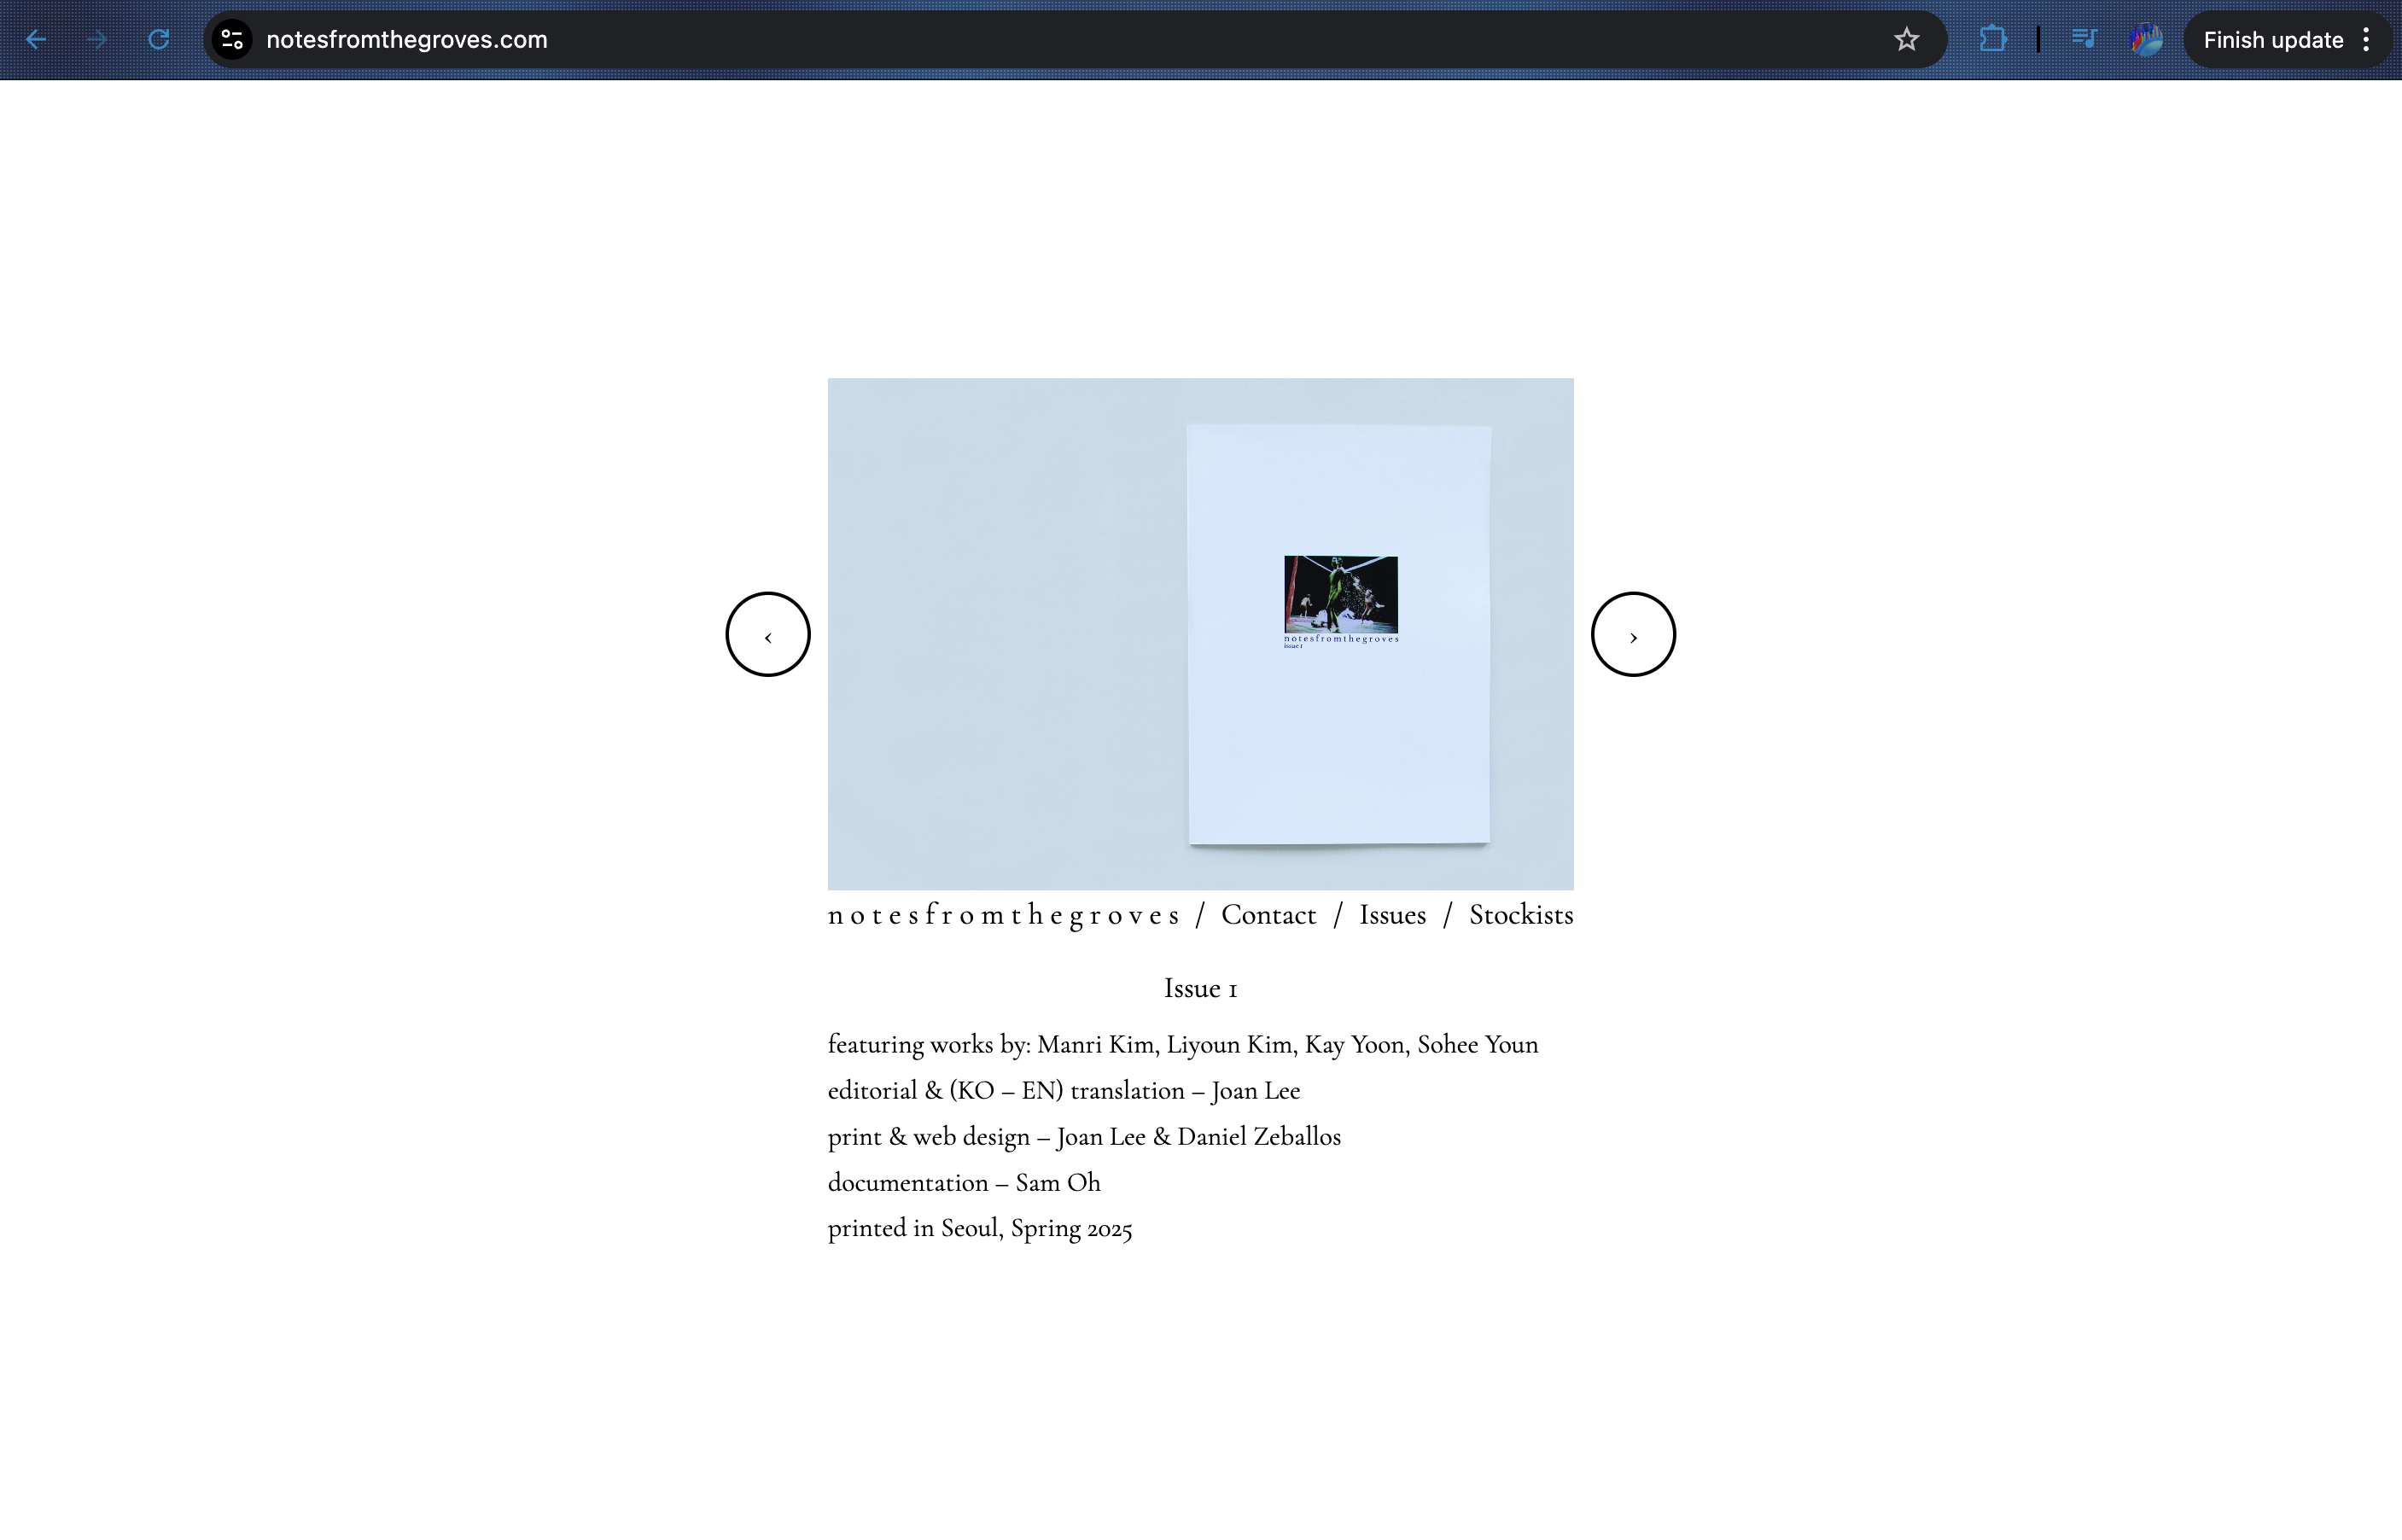 notesfromthegroves.com
Finish update
notesfromthegroves
issue 1
‹
›
notesfromthegroves / Contact / Issues / Stockists
Issue 1
featuring works by: Manri Kim, Liyoun Kim, Kay Yoon, Sohee Youn
editorial & (KO – EN) translation – Joan Lee
print & web design – Joan Lee & Daniel Zeballos
documentation – Sam Oh
printed in Seoul, Spring 2025